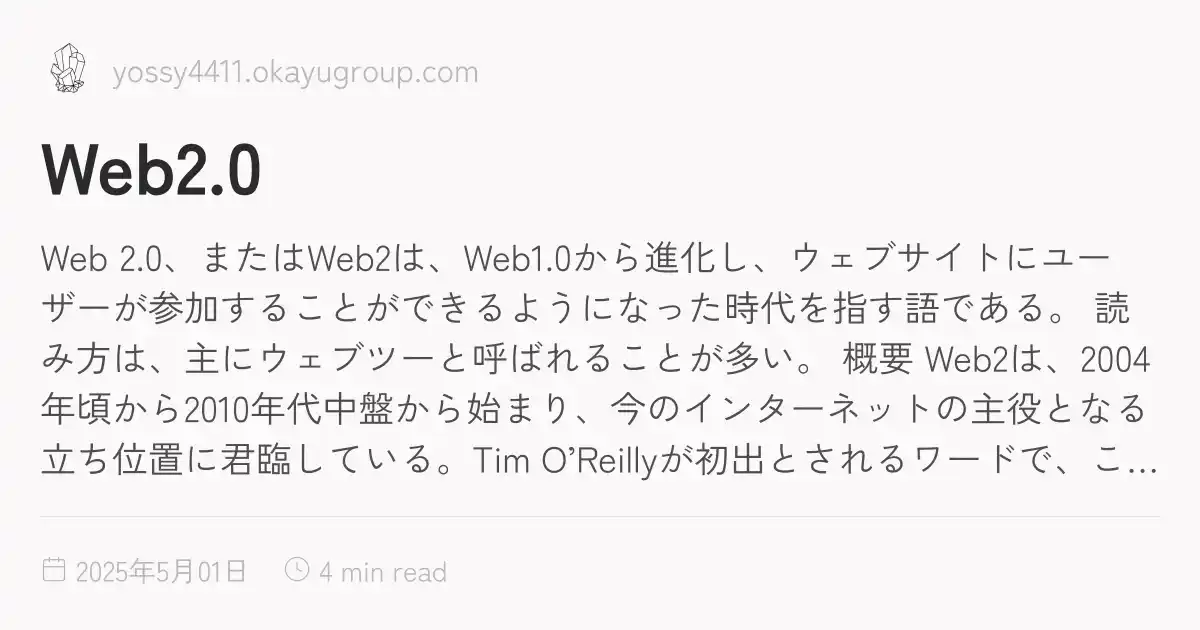 yossy4411.okayugroup.com
Web2.0
Web 2.0、またはWeb2は、Web1.0から進化し、ウェブサイトにユー
ザーが参加することができるようになった時代を指す語である。 読
み方は、主にウェブツーと呼ばれることが多い。 概要 Web2は、2004
年頃から2010年代中盤から始まり、今のインターネットの主役となる
立ち位置に君臨している。Tim O’Reillyが初出とされるワードで、こ…
2025年5月01日 4 min read